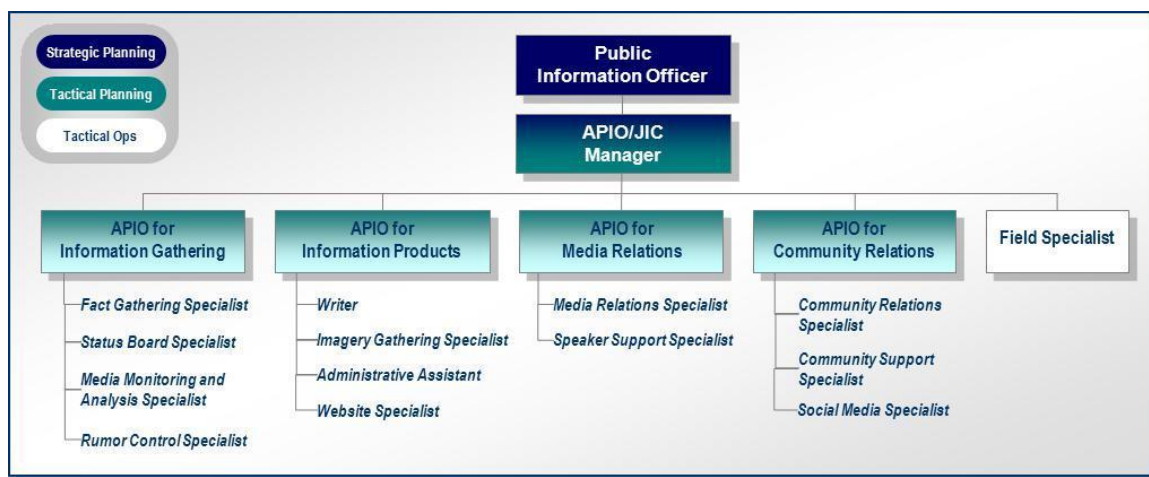 Strategic Planning
Tactical Planning
Tactical Ops
Public
Information Officer
APIO/JIC
Manager
APIO for
Information Gathering
Fact Gathering Specialist
Status Board Specialist
Media Monitoring and
Analysis Specialist
Rumor Control Specialist
APIO for
Information Products
Writer
Imagery Gathering Specialist
Administrative Assistant
Website Specialist
APIO for
Media Relations
Media Relations Specialist
Speaker Support Specialist
APIO for
Community Relations
Community Relations
Specialist
Community Support
Specialist
Social Media Specialist
Field Specialist